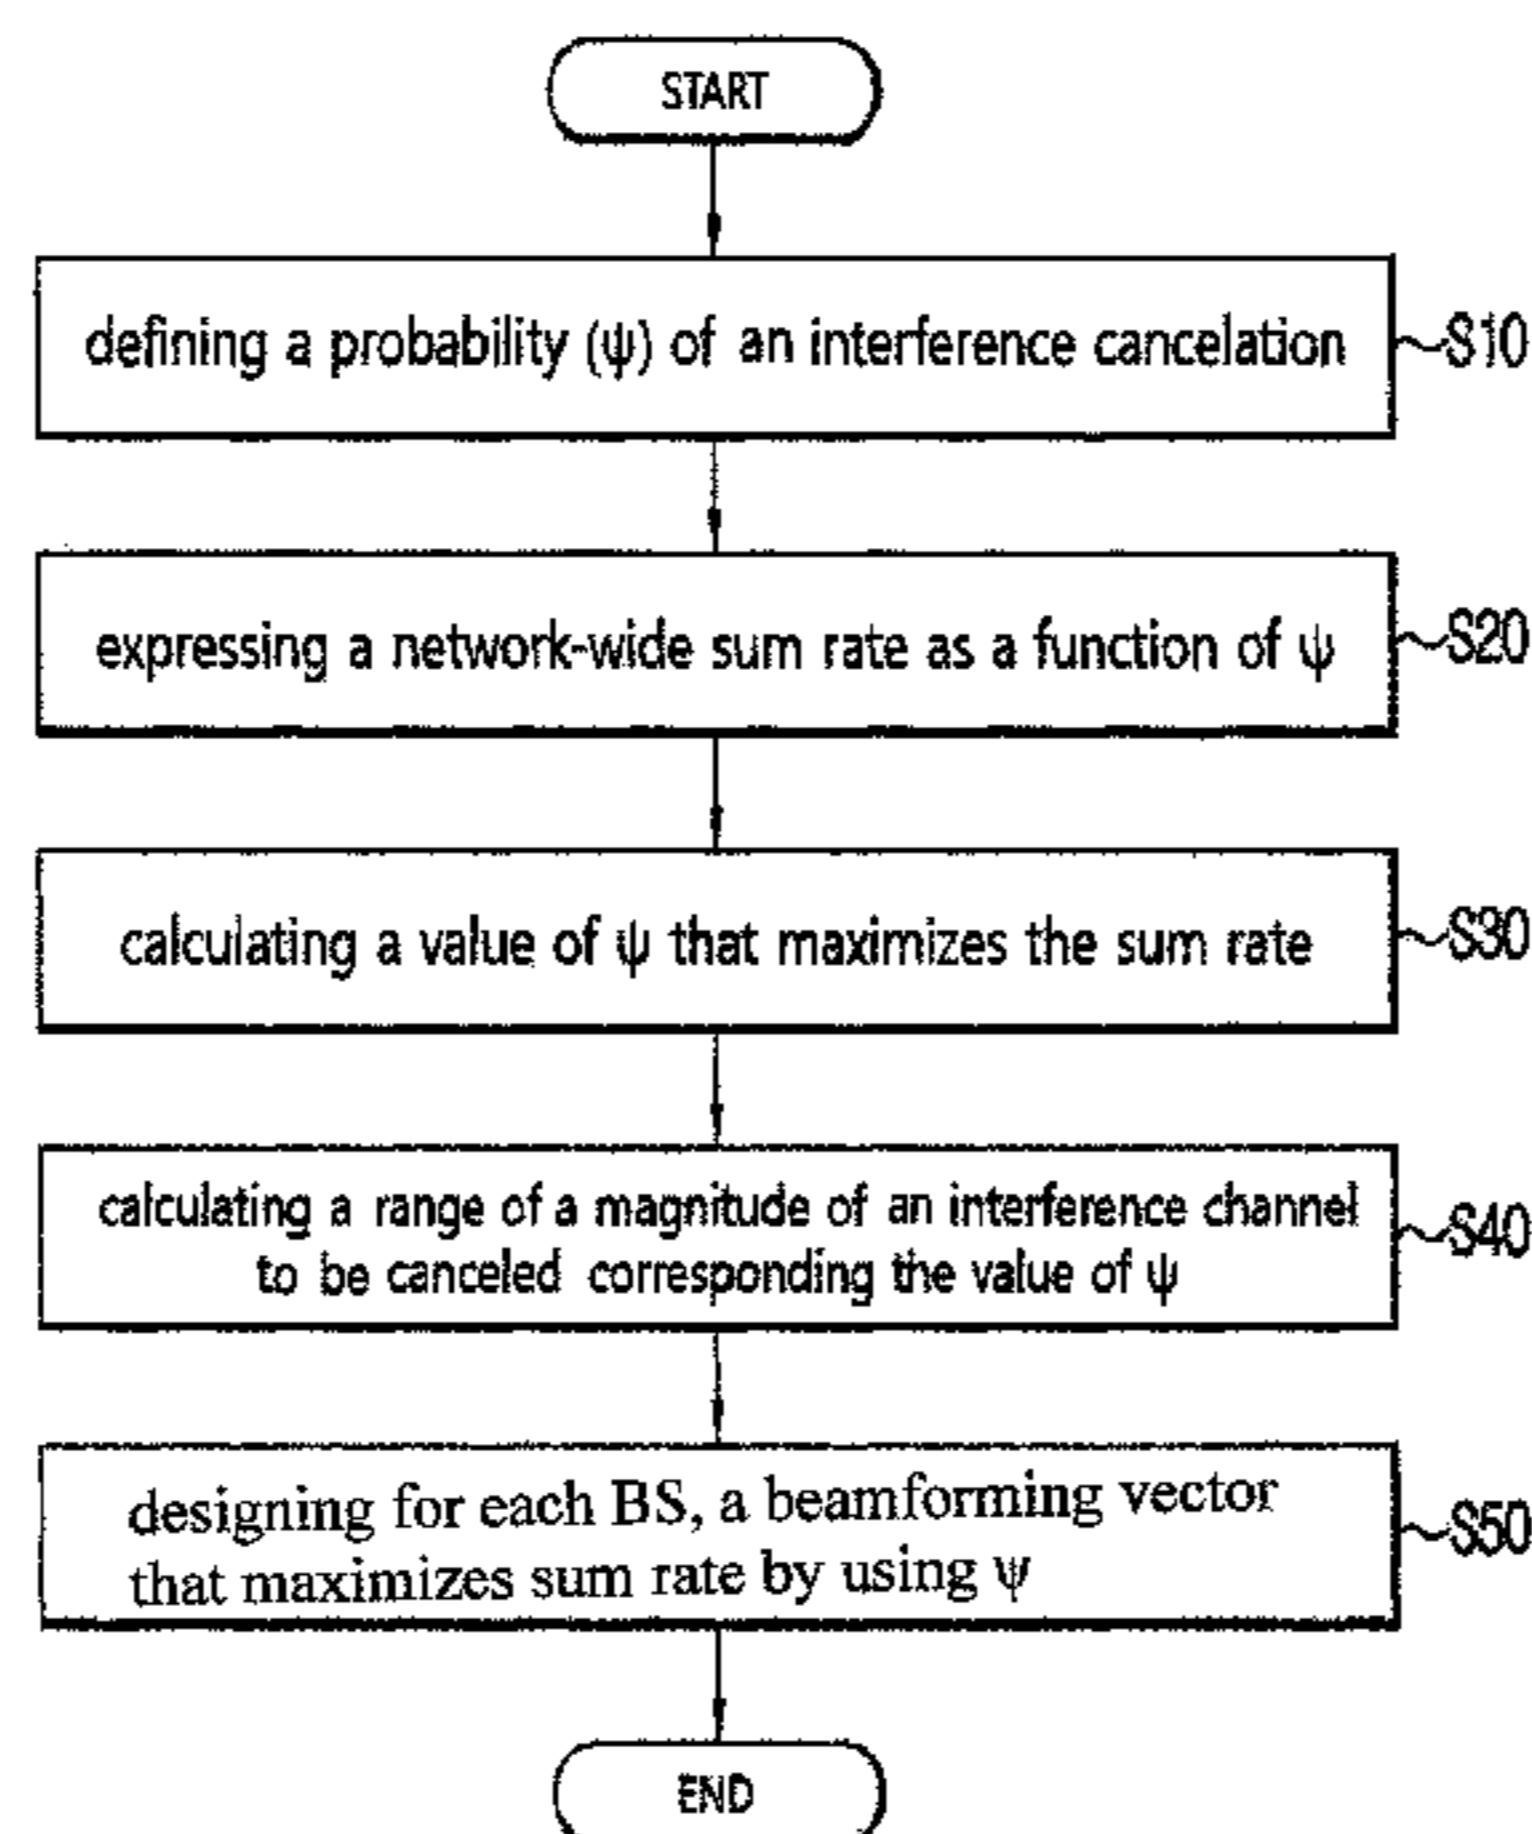 START
defining a probability (ψ) of an interference cancelation
S10
expressing a network-wide sum rate as a function of ψ
S20
calculating a value of ψ that maximizes the sum rate
S30
calculating a range of a magnitude of an interference channel
to be canceled corresponding the value of ψ
S40
designing for each BS, a beamforming vector
that maximizes sum rate by using ψ
S50
END